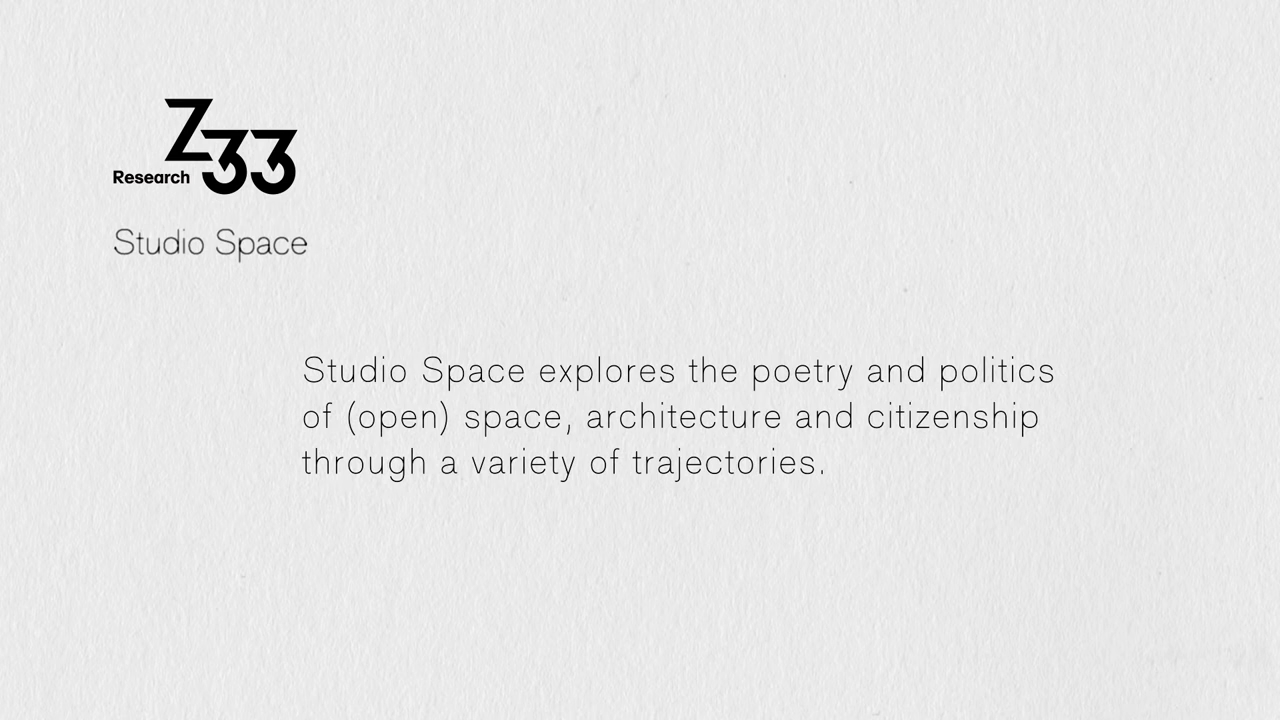 Z33
Research
Studio Space
Studio Space explores the poetry and politics
of (open) space, architecture and citizenship
through a variety of trajectories.